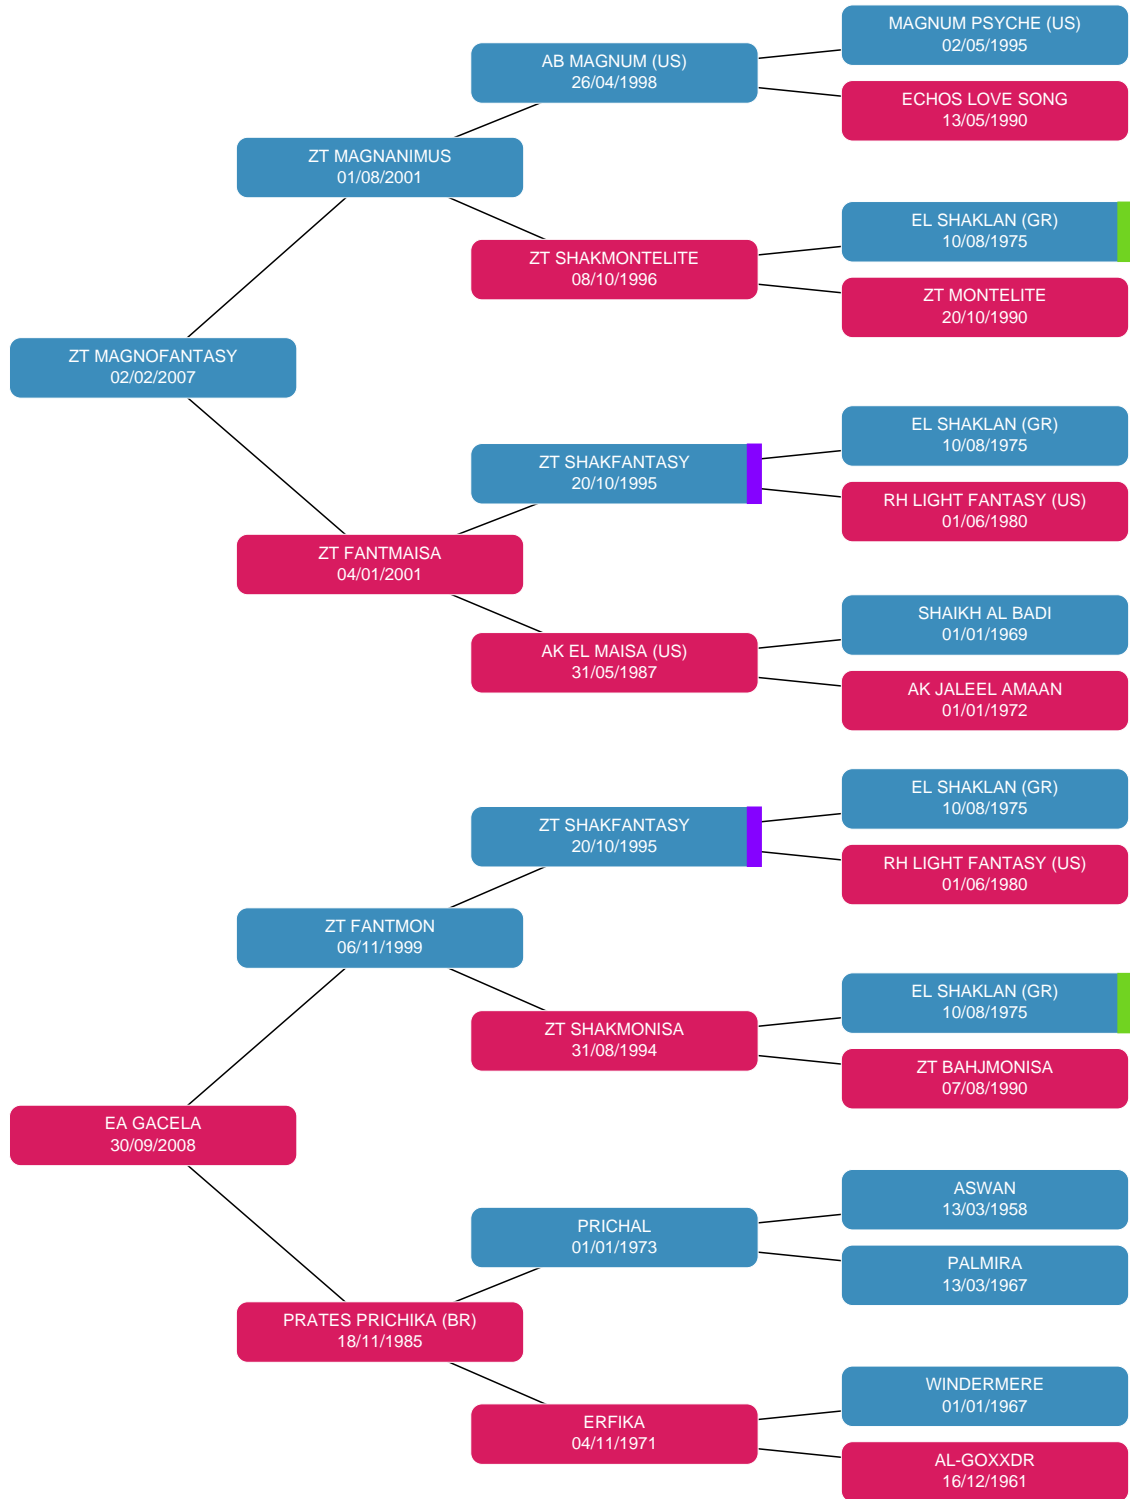 MAGNUM PSYCHE (US)
02/05/1995
AB MAGNUM (US)
26/04/1998
ECHOS LOVE SONG
13/05/1990
ZT MAGNANIMUS
01/08/2001
EL SHAKLAN (GR)
10/08/1975
ZT SHAKMONTELITE
08/10/1996
ZT MONTELITE
20/10/1990
ZT MAGNOFANTASY
02/02/2007
EL SHAKLAN (GR)
10/08/1975
ZT SHAKFANTASY
20/10/1995
RH LIGHT FANTASY (US)
01/06/1980
ZT FANTMAISA
04/01/2001
SHAIKH AL BADI
01/01/1969
AK EL MAISA (US)
31/05/1987
AK JALEEL AMAAN
01/01/1972
EL SHAKLAN (GR)
10/08/1975
ZT SHAKFANTASY
20/10/1995
RH LIGHT FANTASY (US)
01/06/1980
ZT FANTMON
06/11/1999
EL SHAKLAN (GR)
10/08/1975
ZT SHAKMONISA
31/08/1994
ZT BAHJMONISA
07/08/1990
EA GACELA
30/09/2008
ASWAN
13/03/1958
PRICHAL
01/01/1973
PALMIRA
13/03/1967
PRATES PRICHIKA (BR)
18/11/1985
WINDERMERE
01/01/1967
ERFIKA
04/11/1971
AL-GOXXDR
16/12/1961